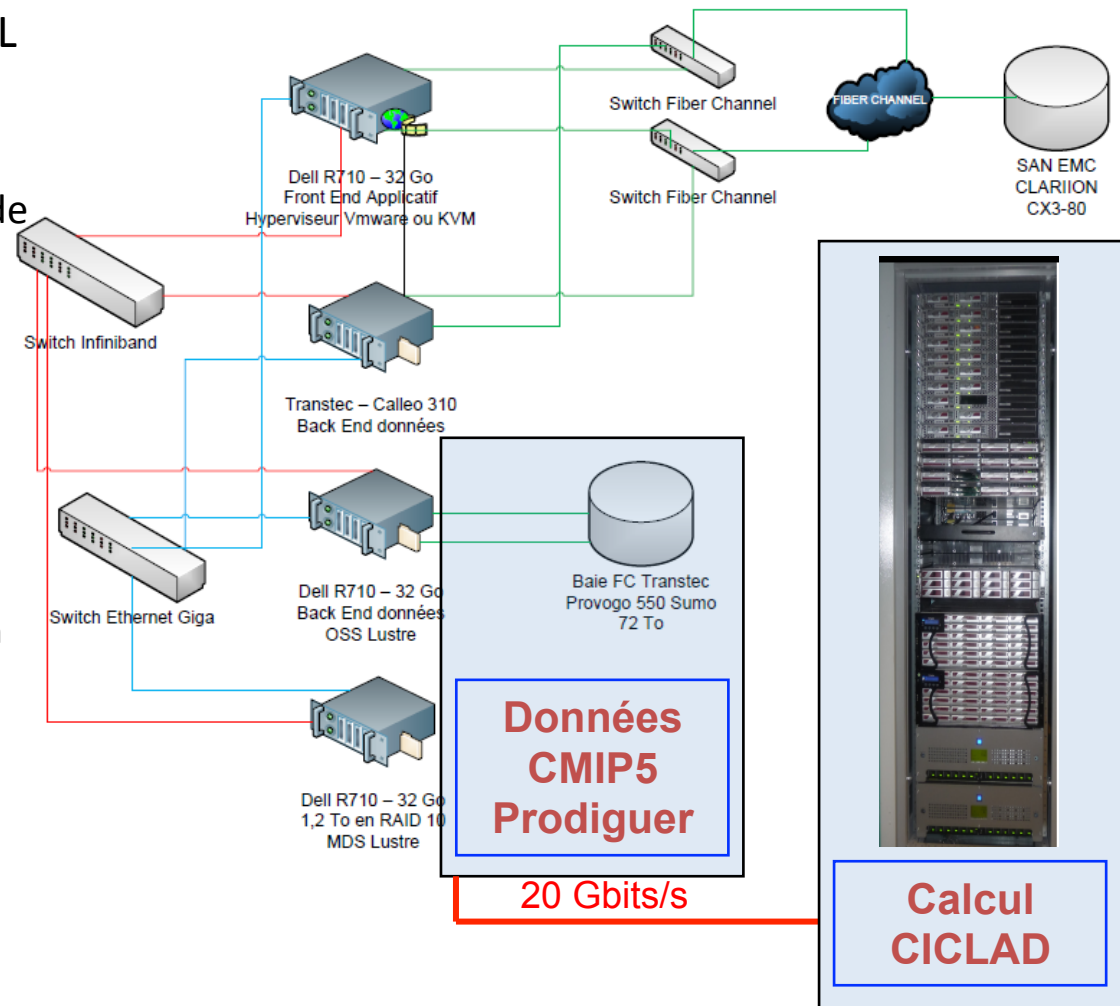 L
Switch Fiber Channel
FIBER CHANNEL
SAN EMC
CLARIION
CX3-80
Switch Fiber Channel
Dell R710 – 32 Go
Front End Applicatif
Hyperviseur Vmware ou KVM
de
Switch Infiniband
Transtec – Calleo 310
Back End données
Switch Ethernet Giga
Dell R710 – 32 Go
Back End données
OSS Lustre
Baie FC Transtec
Provogo 550 Sumo
72 To
Dell R710 – 32 Go
1,2 To en RAID 10
MDS Lustre
Données
CMIP5
Prodiguer
20 Gbits/s
Calcul
CICLAD